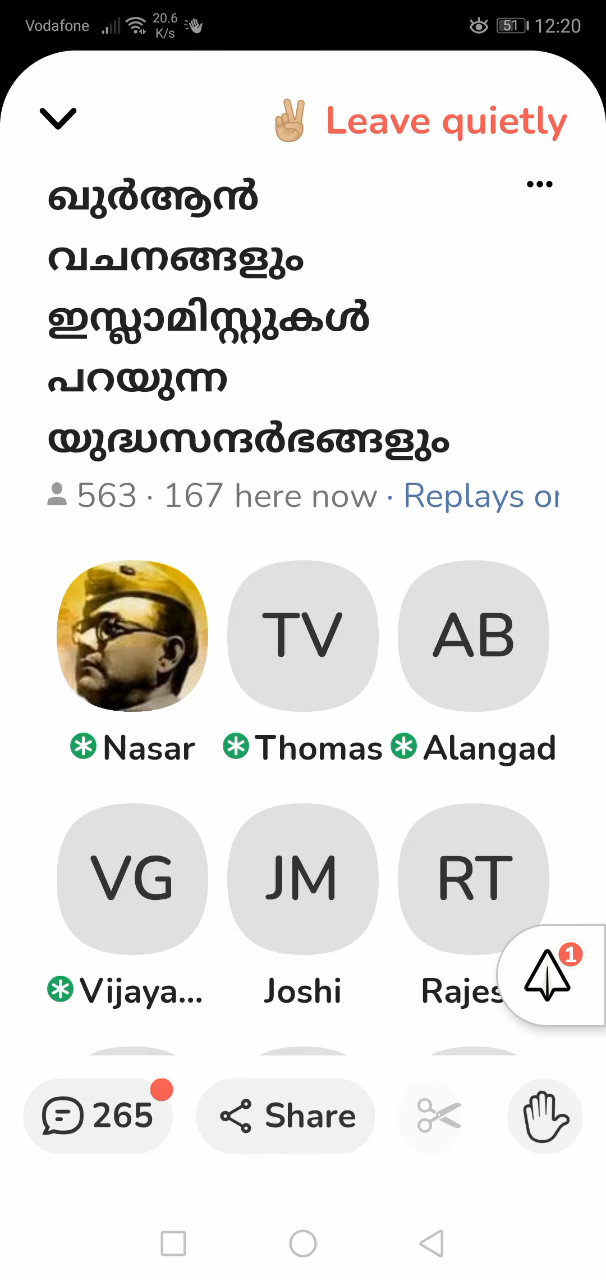 Vodafone 20.6 K/s 51 12:20
✌🏼 Leave quietly
ഖുർആൻ
വചനങ്ങളും
ഇസ്ലാമിസ്റ്റുകൾ
പറയുന്ന
യുദ്ധസന്ദർഭങ്ങളും
563 · 167 here now · Replays or
TV AB
Nasar Thomas Alangad
VG JM RT
1
Vijaya... Joshi Rajes
265 Share